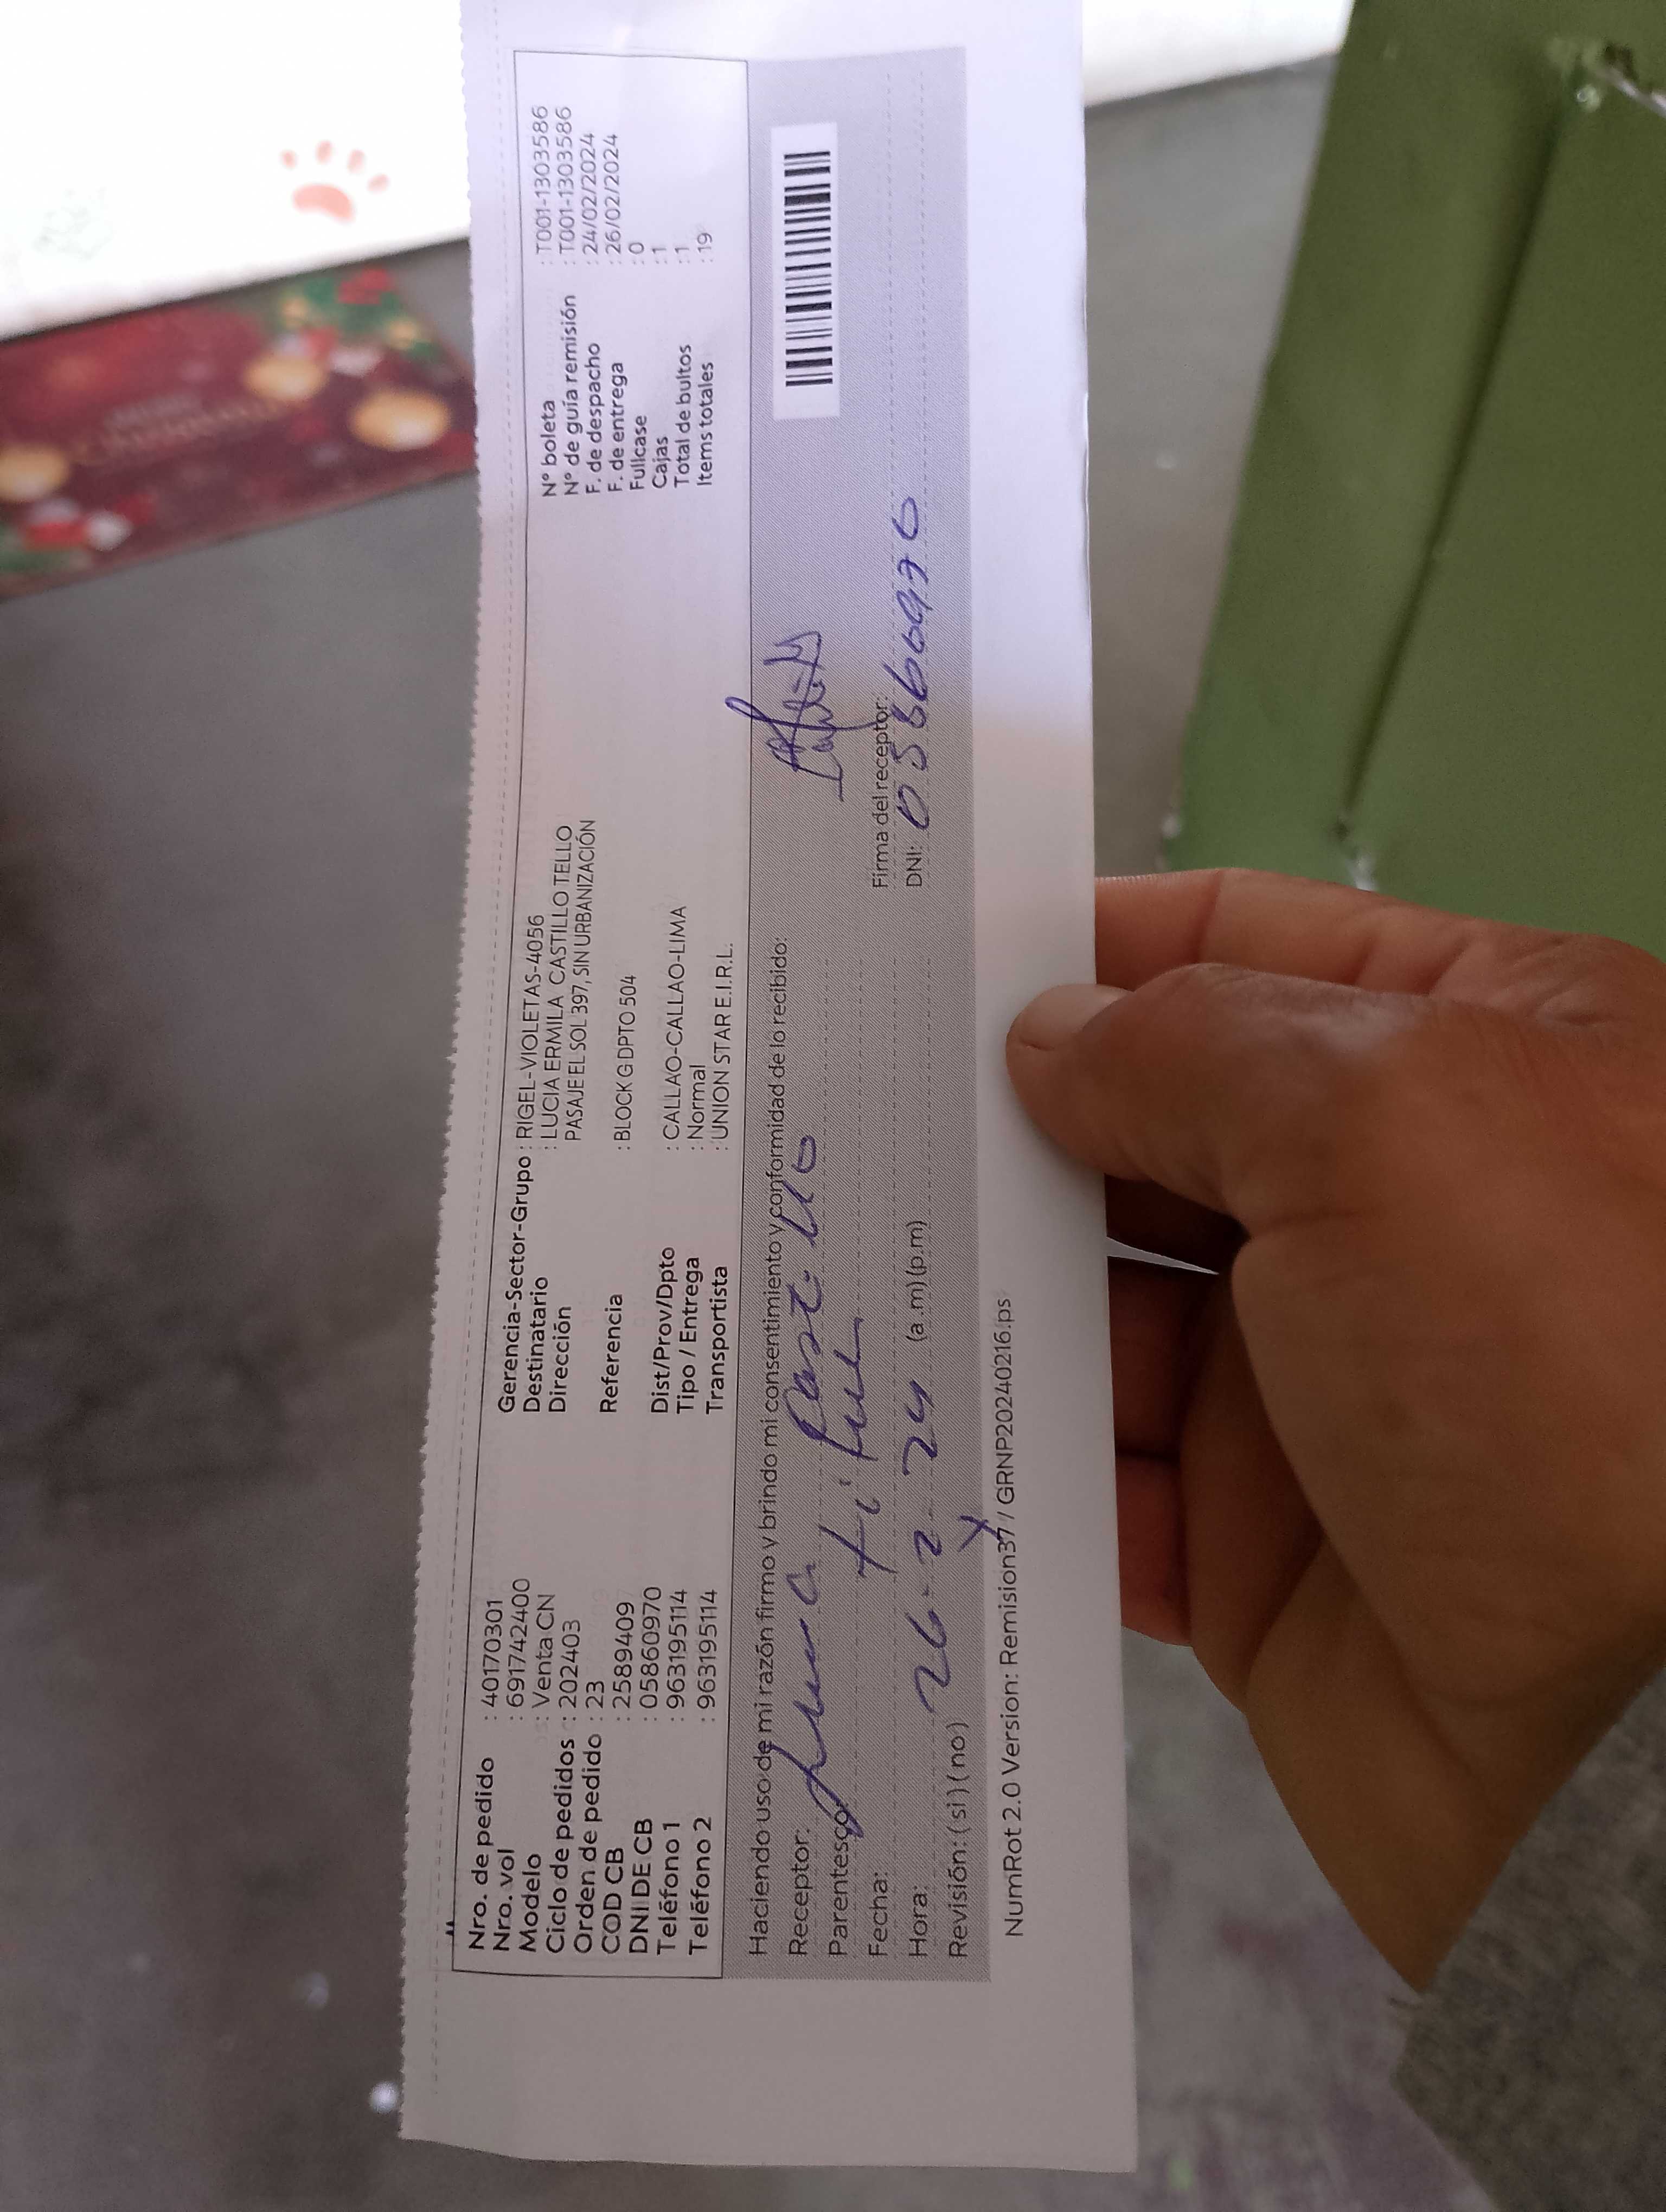 Nro. de pedido : 40170301
Nro. vol : 691742400
Modelo : Venta CN
Ciclo de pedidos : 202403
Orden de pedido : 23
COD CB : 2589409
DNI DE CB : 05860970
Teléfono 1 : 963195114
Teléfono 2 : 963195114
Gerencia-Sector-Grupo : RIGEL-VIOLETAS-4056
Destinatario : LUCIA ERMILA CASTILLO TELLO
Dirección PASAJE EL SOL 397, SIN URBANIZACIÓN
Referencia : BLOCK G DPTO 504
Dist/Prov/Dpto : CALLAO-CALLAO-LIMA
Tipo / Entrega : Normal
Transportista : UNION STAR E.I.R.L.
N° boleta : T001-1303586
N° de guía remisión : T001-1303586
F. de despacho : 24/02/2024
F. de entrega : 26/02/2024
Fullcase : 0
Cajas : 1
Total de bultos : 1
Items totales : 19
Haciendo uso de mi razón firmo y brindo mi consentimiento y conformidad de lo recibido:
Receptor: Castillo
Parentesco:
Fecha: 26-2-24
Hora: (a.m) (p.m)
Revisión: (si) (no) X
Firma del receptor:
DNI:
NumRot 2.0 Version: Remision37 / GRNP20240216.ps